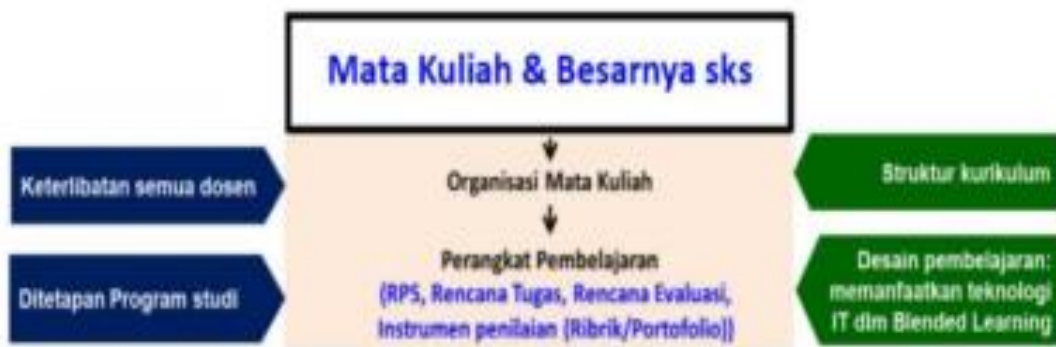 Mata Kuliah & Besarnya sks
Keterlibatan semua dosen
Organisasi Mata Kuliah
Struktur kurikulum
Ditetapan Program studi
Perangkat Pembelajaran
(RPS, Rencana Tugas, Rencana Evaluasi,
Instrumen penilaian (Ribrik/Portofolio))
Desain pembelajaran:
memanfaatkan teknologi
IT dlm Blended Learning